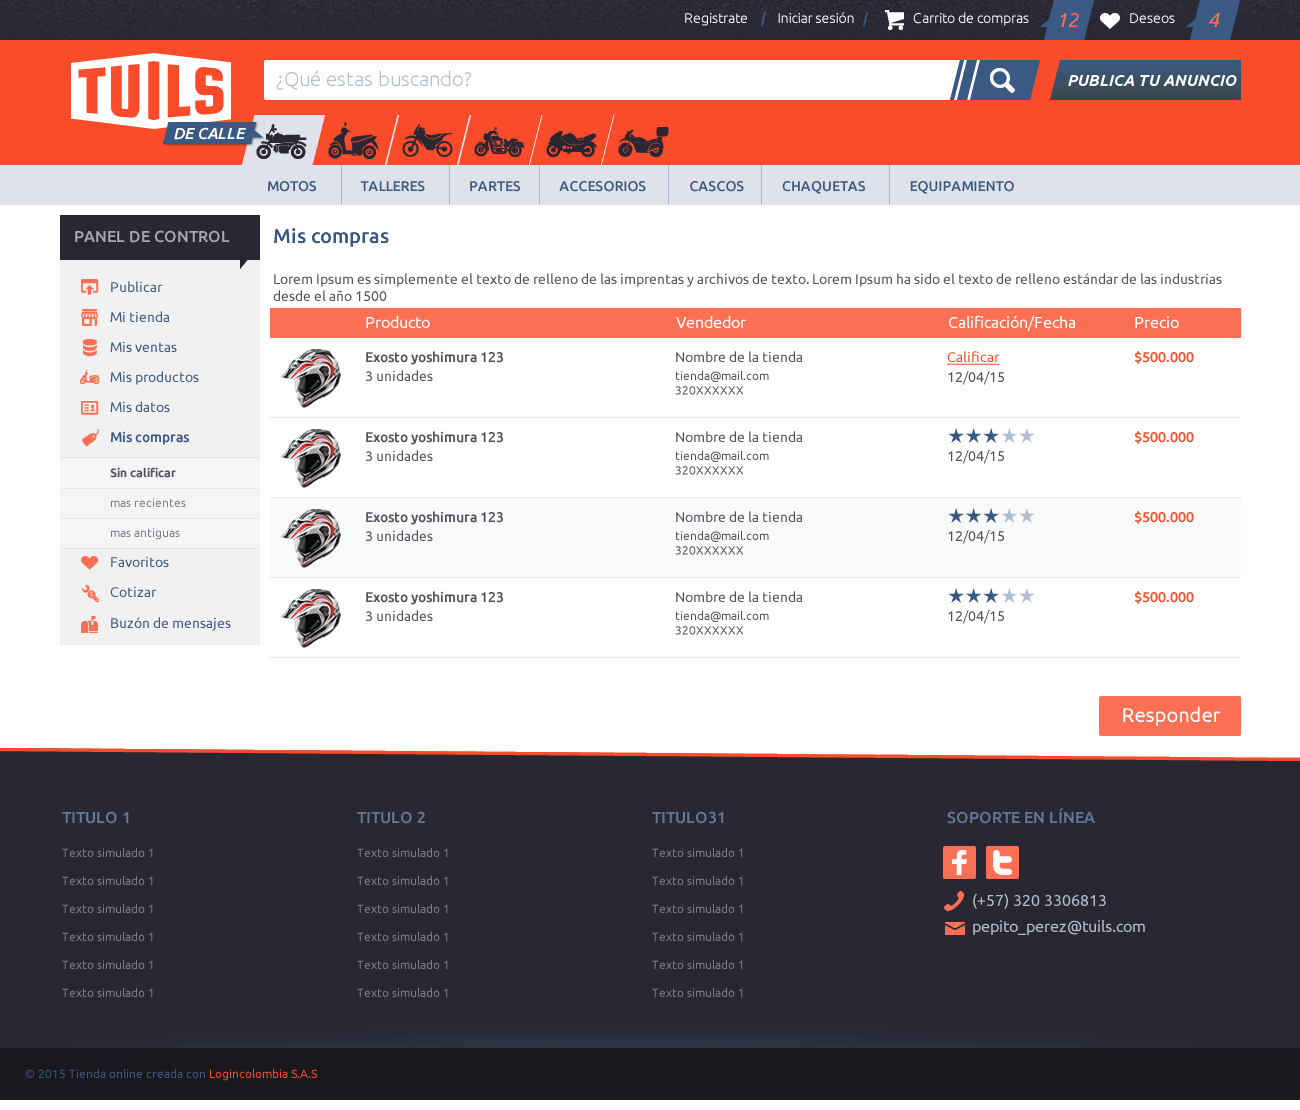 Registrate / Iniciar sesión / Carrito de compras 12 Deseos 4
TUILS
DE CALLE
¿Qué estas buscando?
PUBLICA TU ANUNCIO
MOTOS TALLERES PARTES ACCESORIOS CASCOS CHAQUETAS EQUIPAMIENTO
PANEL DE CONTROL
Publicar
Mi tienda
Mis ventas
Mis productos
Mis datos
Mis compras
Sin calificar
mas recientes
mas antiguas
Favoritos
Cotizar
Buzón de mensajes
Mis compras
Lorem Ipsum es simplemente el texto de relleno de las imprentas y archivos de texto. Lorem Ipsum ha sido el texto de relleno estándar de las industrias
desde el año 1500
Producto Vendedor Calificación/Fecha Precio
Exosto yoshimura 123 Nombre de la tienda Calificar $500.000
3 unidades tienda@mail.com 12/04/15
320XXXXXX
Exosto yoshimura 123 Nombre de la tienda ★★★★★ $500.000
3 unidades tienda@mail.com 12/04/15
320XXXXXX
Exosto yoshimura 123 Nombre de la tienda ★★★★★ $500.000
3 unidades tienda@mail.com 12/04/15
320XXXXXX
Exosto yoshimura 123 Nombre de la tienda ★★★★★ $500.000
3 unidades tienda@mail.com 12/04/15
320XXXXXX
Responder
TITULO 1
Texto simulado 1
Texto simulado 1
Texto simulado 1
Texto simulado 1
Texto simulado 1
Texto simulado 1
TITULO 2
Texto simulado 1
Texto simulado 1
Texto simulado 1
Texto simulado 1
Texto simulado 1
Texto simulado 1
TITULO31
Texto simulado 1
Texto simulado 1
Texto simulado 1
Texto simulado 1
Texto simulado 1
Texto simulado 1
SOPORTE EN LÍNEA
(+57) 320 3306813
pepito_perez@tuils.com
© 2015 Tienda online creada con Logincolombia S.A.S